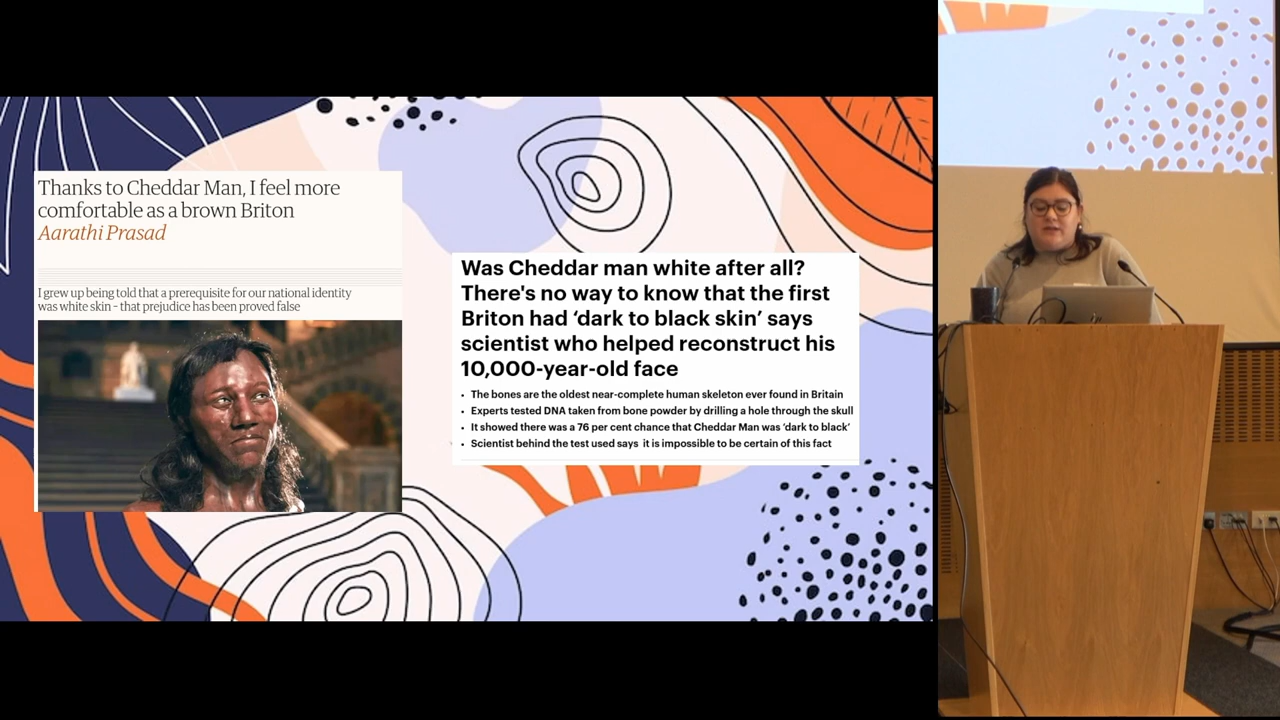 Thanks to Cheddar Man, I feel more
comfortable as a brown Briton
Aarathi Prasad
I grew up being told that a prerequisite for our national identity
was white skin – that prejudice has been proved false
Was Cheddar man white after all?
There's no way to know that the first
Briton had ‘dark to black skin’ says
scientist who helped reconstruct his
10,000-year-old face
• The bones are the oldest near-complete human skeleton ever found in Britain
• Experts tested DNA taken from bone powder by drilling a hole through the skull
• It showed there was a 76 per cent chance that Cheddar Man was ‘dark to black’
• Scientist behind the test used says it is impossible to be certain of this fact